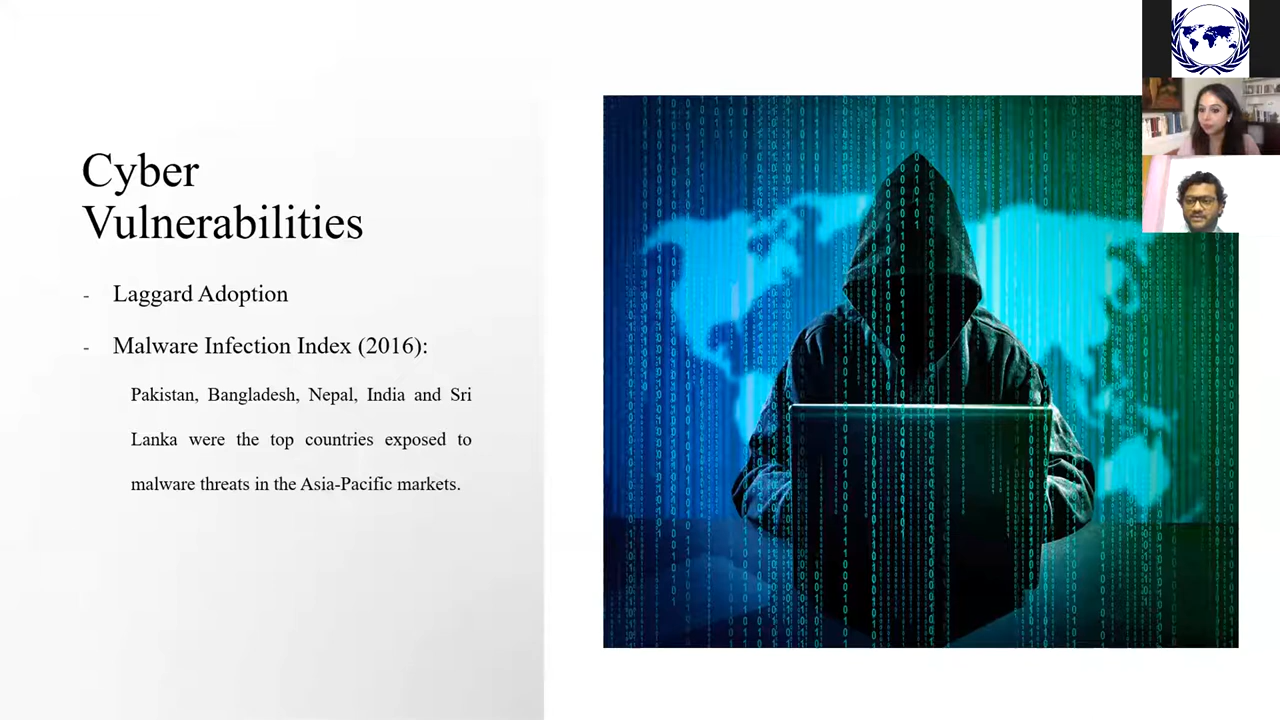 Cyber
Vulnerabilities
- Laggard Adoption
- Malware Infection Index (2016):
Pakistan, Bangladesh, Nepal, India and Sri
Lanka were the top countries exposed to
malware threats in the Asia-Pacific markets.